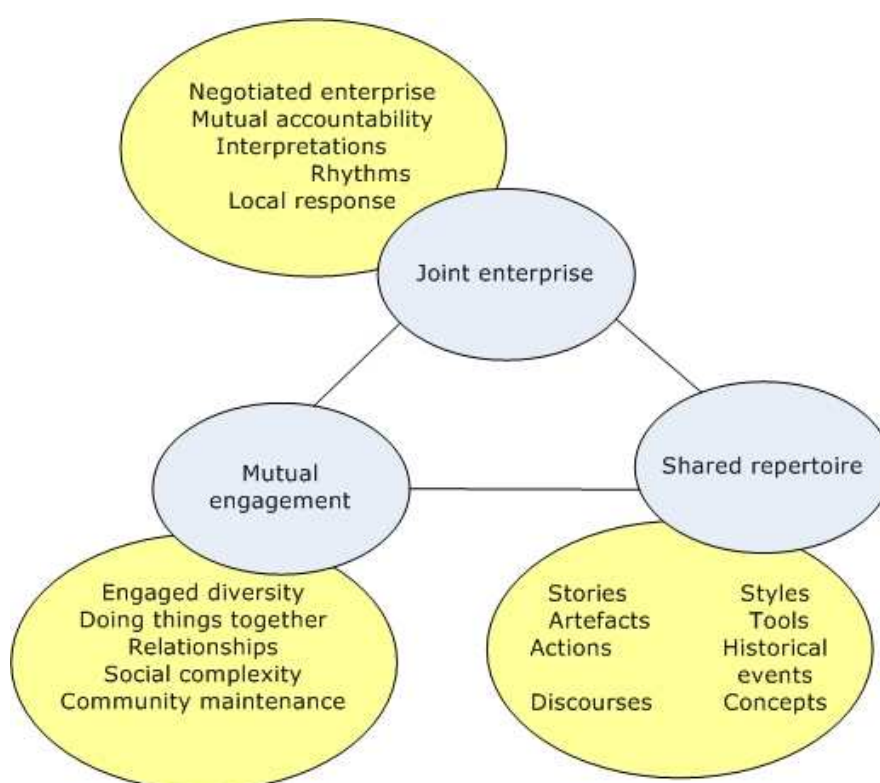 Negotiated enterprise
Mutual accountability
Interpretations
Rhythms
Local response
Joint enterprise
Mutual
engagement
Shared repertoire
Engaged diversity
Doing things together
Relationships
Social complexity
Community maintenance
Stories Styles
Artefacts Tools
Actions Historical
events
Discourses Concepts